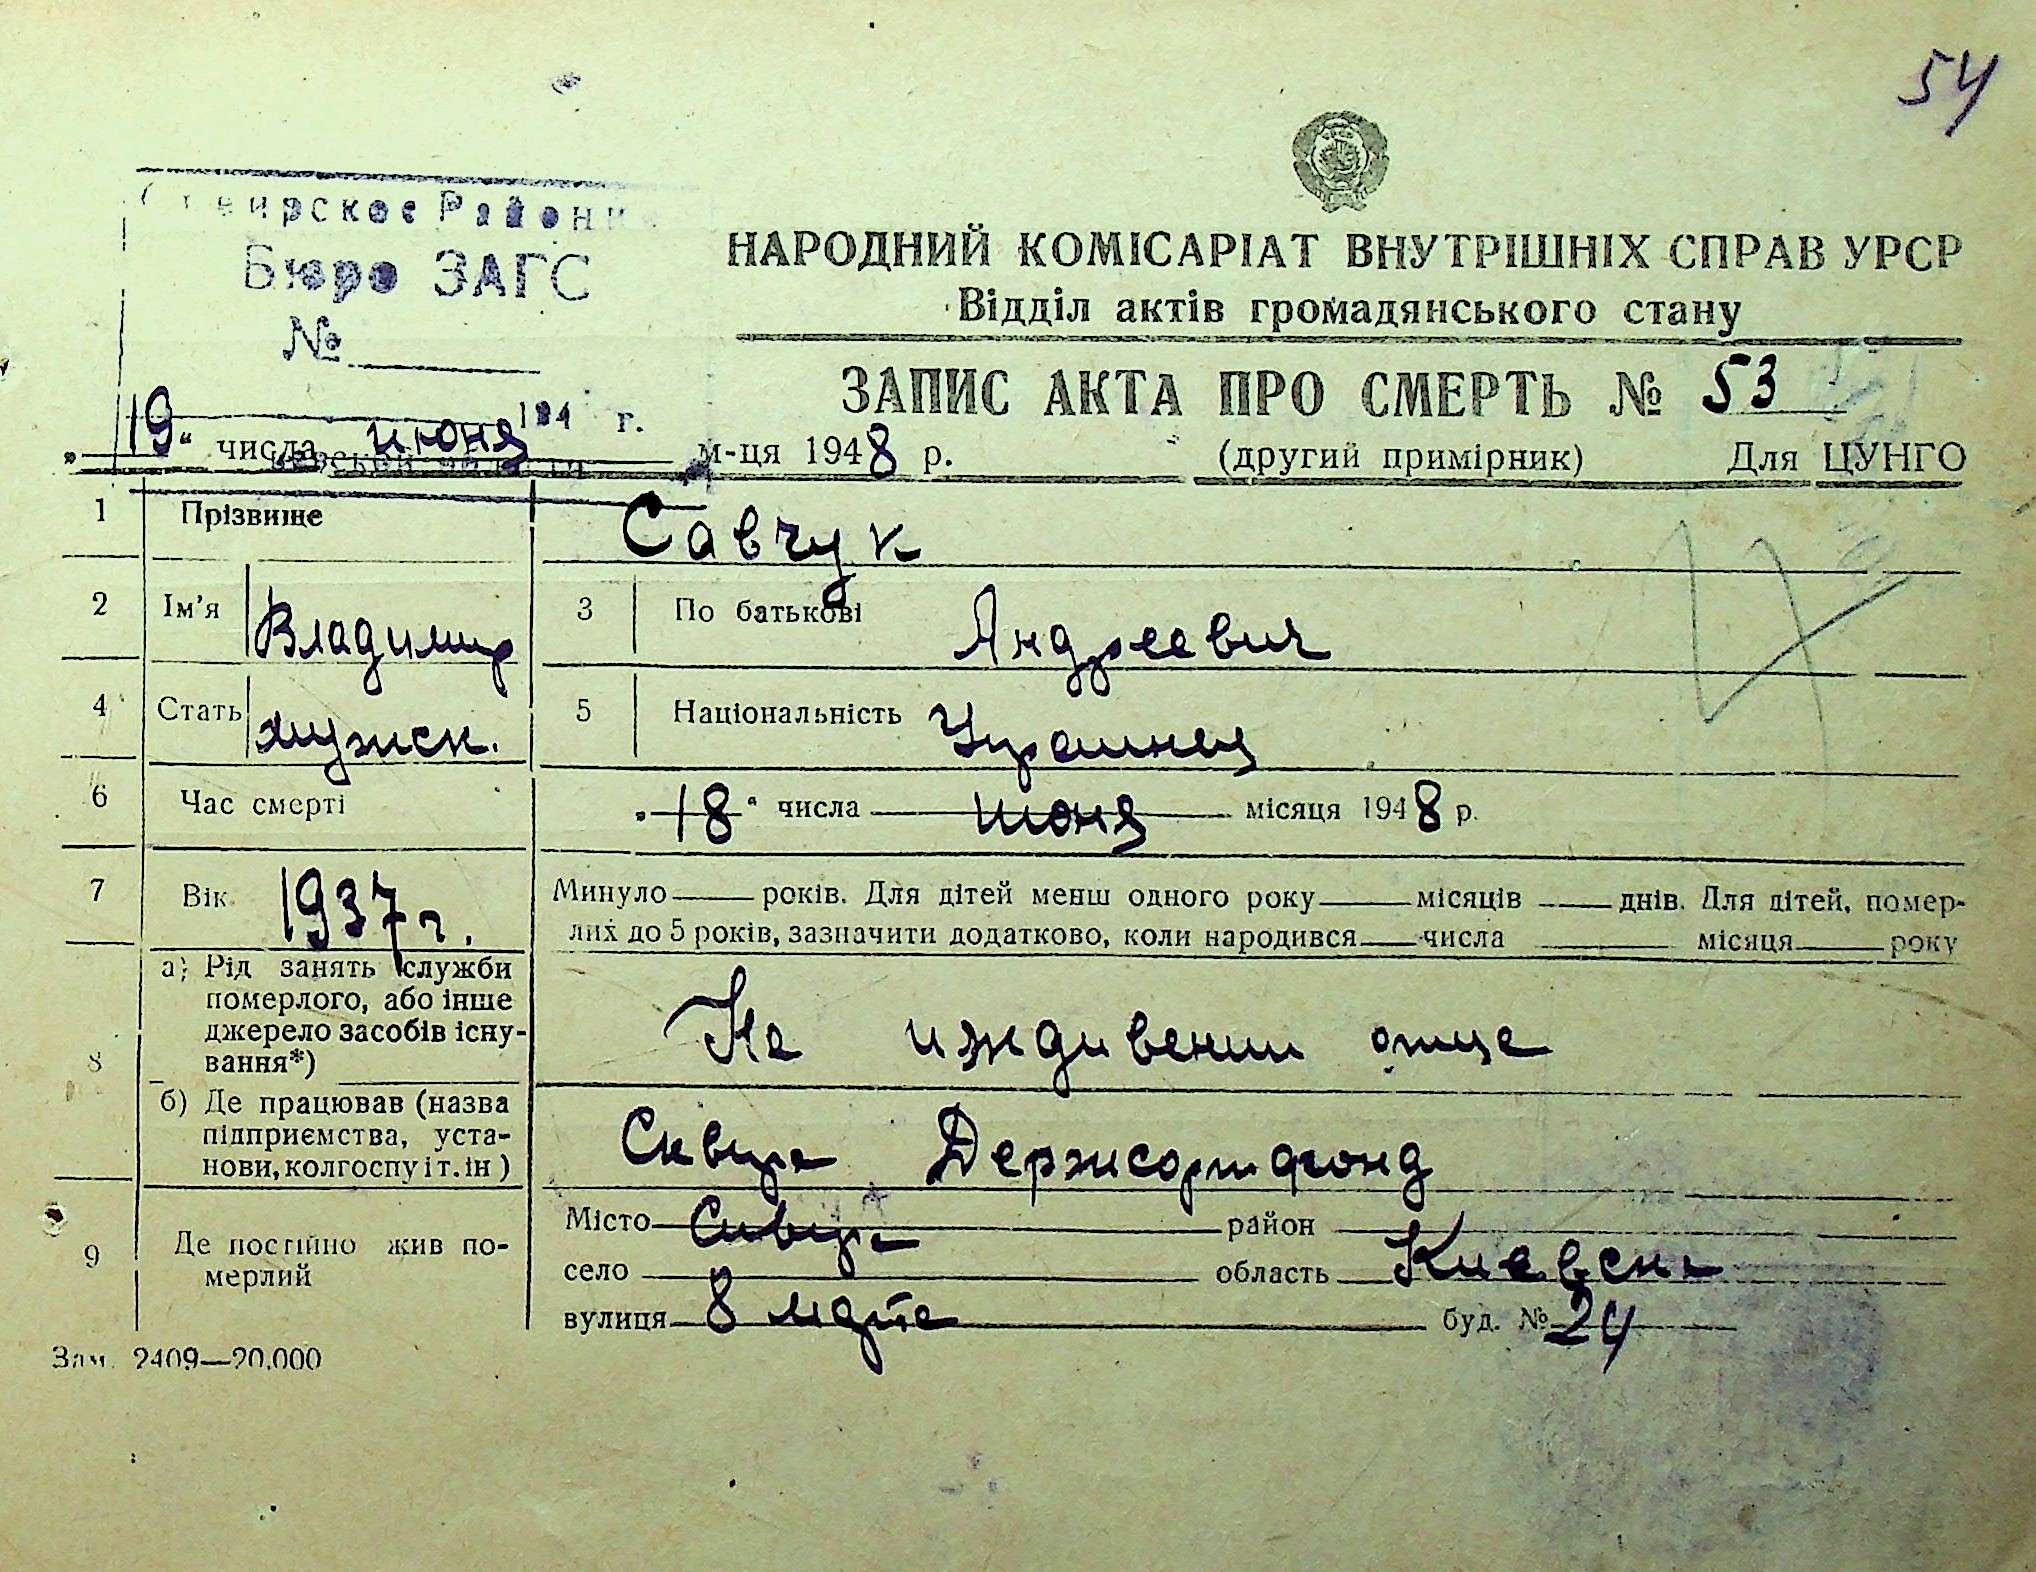 54
Сквирское Районн
Бюро ЗАГС
№
194 г.
НАРОДНИЙ КОМІСАРІАТ ВНУТРІШНІХ СПРАВ УРСР
Відділ актів громадянського стану
ЗАПИС АКТА ПРО СМЕРТЬ № 53
„19“ числа июня м-ця 1948 р. (другий примірник) Для ЦУНГО
1 Прізвище Савчук
2 Ім'я Владимир 3 По батькові Андреевич
4 Стать мужск. 5 Національність Украинец
6 Час смерті „18“ числа июня місяця 1948 р.
7 Вік 1937 г. Минуло років. Для дітей менш одного року місяців днів. Для дітей, помер-
лих до 5 років, зазначити додатково, коли народився числа місяця року
8 а) Рід занять служби
померлого, або інше
джерело засобів існу-
вання*)
На иждивении отца
б) Де працював (назва
підприємства, уста-
нови, колгоспу і т. ін)
Сквира Держсортфонд
9 Де постійно жив по-
мерлий
Місто Сквира район
село область Киевска
вулиця 8 марта буд. № 24
Зам. 2409—20.000